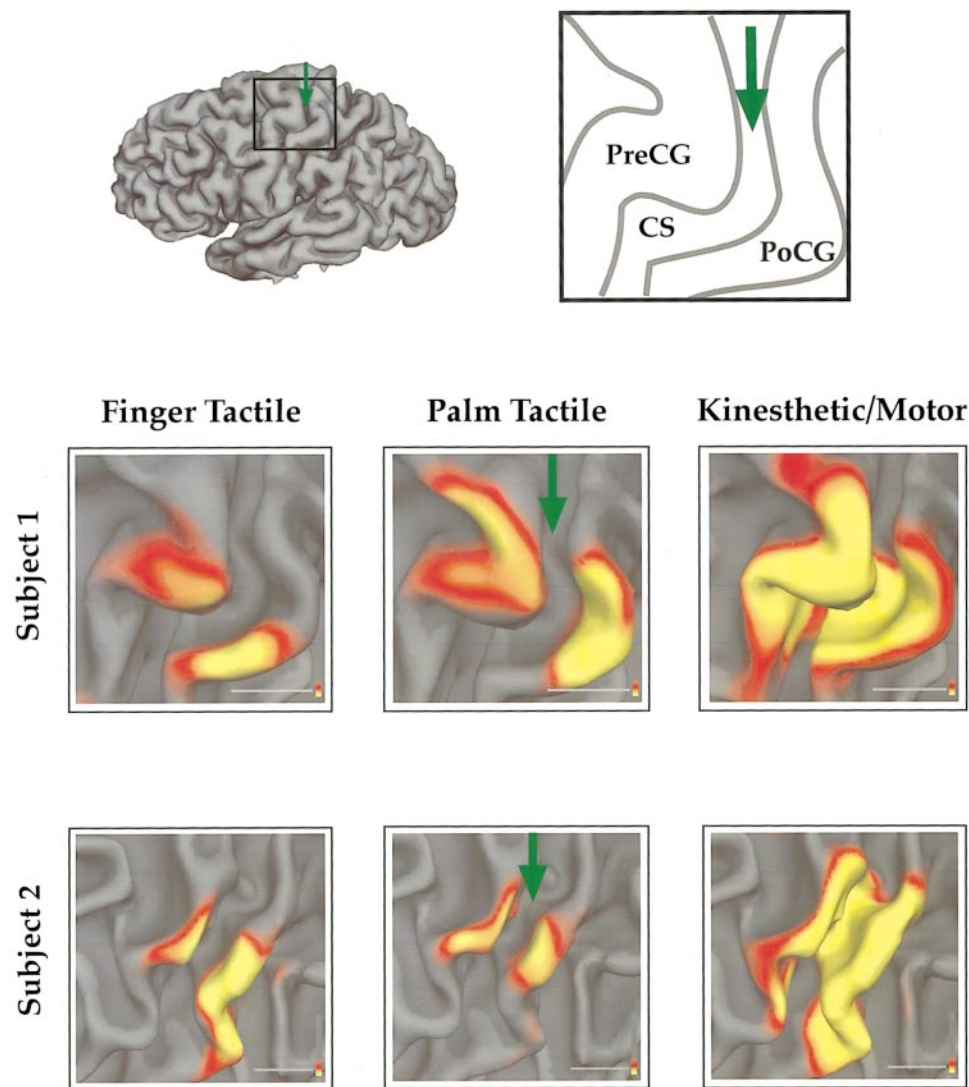 PreCG
CS
PoCG
Finger Tactile
Palm Tactile
Kinesthetic/Motor
Subject 1
Subject 2